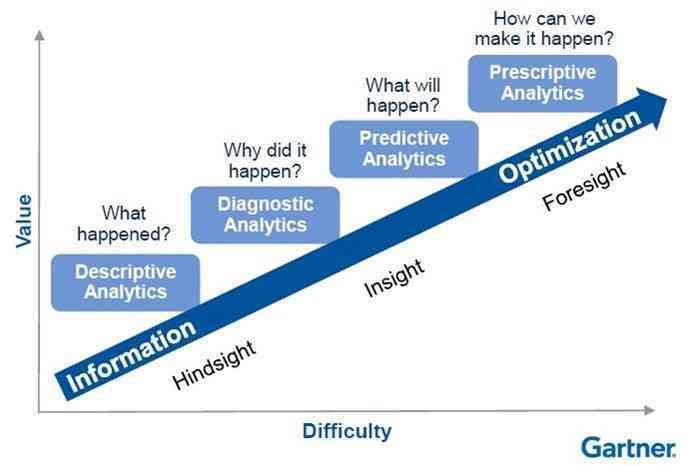 How can we
make it happen?
Prescriptive
Analytics
What will
happen?
Predictive
Analytics
Why did it
happen?
Diagnostic
Analytics
What
happened?
Descriptive
Analytics
Value
Information
Optimization
Hindsight
Insight
Foresight
Difficulty
Gartner